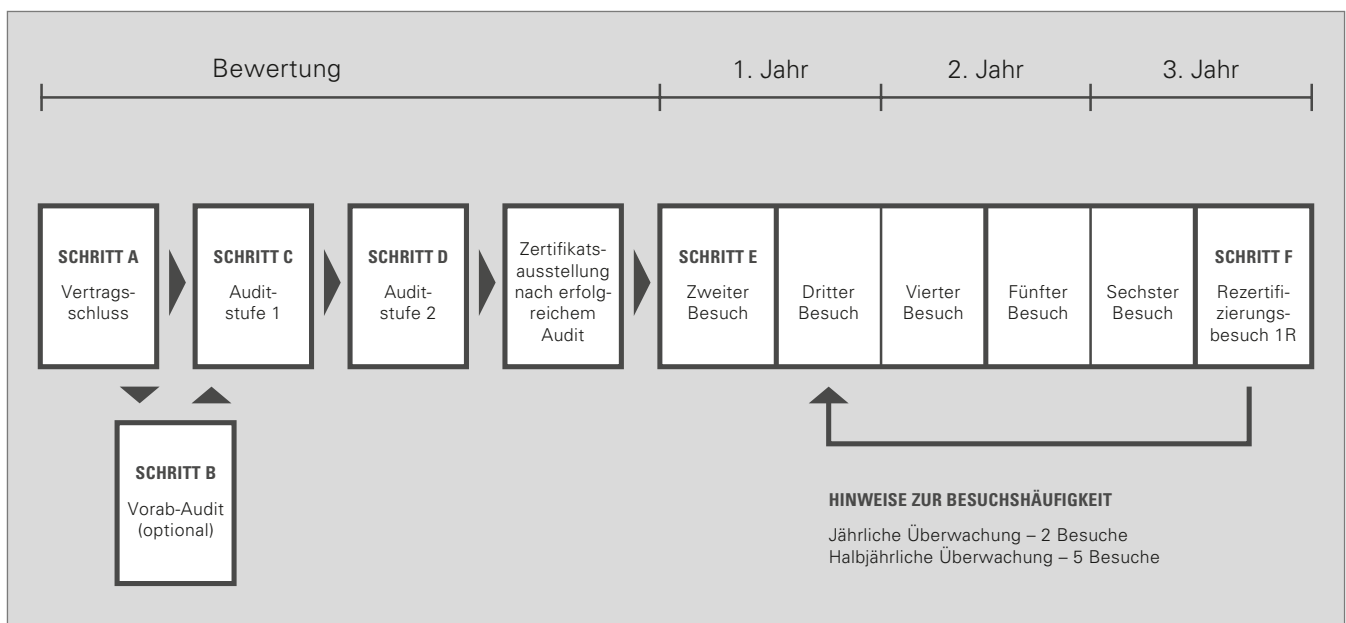 Bewertung
1. Jahr
2. Jahr
3. Jahr
SCHRITT A
Vertrags-
schluss
SCHRITT C
Audit-
stufe 1
SCHRITT D
Audit-
stufe 2
Zertifikats-
ausstellung
nach erfolg-
reichem
Audit
SCHRITT E
Zweiter
Besuch
Dritter
Besuch
Vierter
Besuch
Fünfter
Besuch
Sechster
Besuch
SCHRITT F
Rezertifi-
zierungs-
besuch 1R
SCHRITT B
Vorab-Audit
(optional)
HINWEISE ZUR BESUCHSHÄUFIGKEIT
Jährliche Überwachung – 2 Besuche
Halbjährliche Überwachung – 5 Besuche